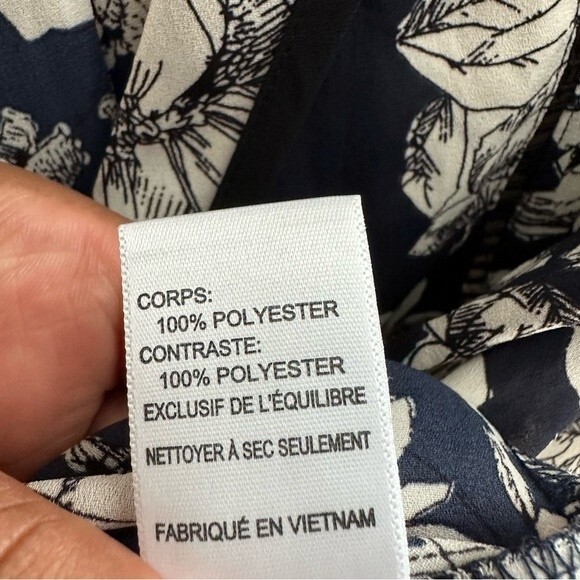 CORPS:
100% POLYESTER
CONTRASTE:
100% POLYESTER
EXCLUSIF DE L'ÉQUILIBRE
NETTOYER À SEC SEULEMENT
FABRIQUÉ EN VIETNAM